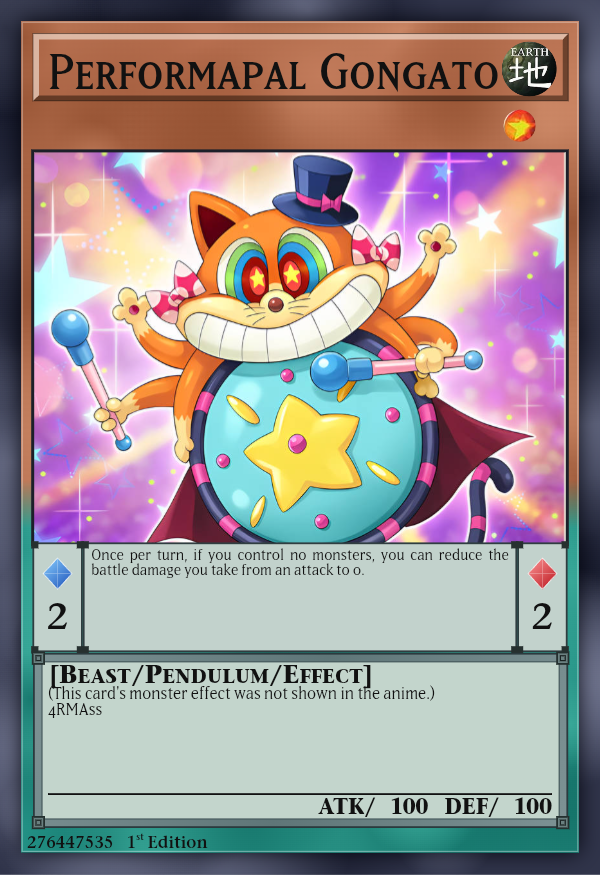 Performapal Gongato
EARTH
地
Once per turn, if you control no monsters, you can reduce the
battle damage you take from an attack to 0.
2
2
[Beast/Pendulum/Effect]
(This card's monster effect was not shown in the anime.)
4RMAss
ATK/ 100 DEF/ 100
276447535 1st Edition